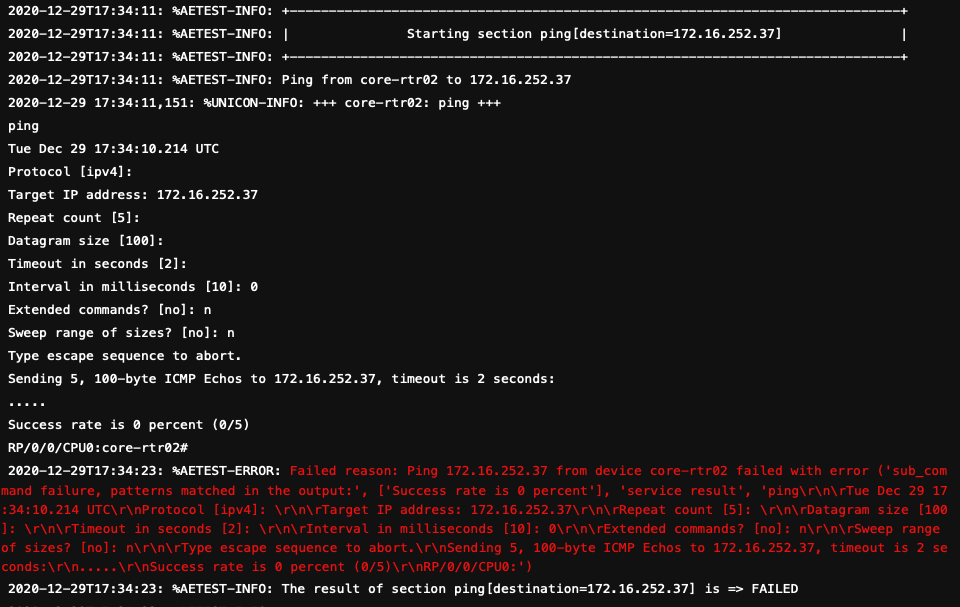 2020-12-29T17:34:11: %AETEST-INFO: +------------------------------------------------------------------------------+
2020-12-29T17:34:11: %AETEST-INFO: |               Starting section ping[destination=172.16.252.37]               |
2020-12-29T17:34:11: %AETEST-INFO: +------------------------------------------------------------------------------+
2020-12-29T17:34:11: %AETEST-INFO: Ping from core-rtr02 to 172.16.252.37
2020-12-29 17:34:11,151: %UNICON-INFO: +++ core-rtr02: ping +++
ping
Tue Dec 29 17:34:10.214 UTC
Protocol [ipv4]:
Target IP address: 172.16.252.37
Repeat count [5]:
Datagram size [100]:
Timeout in seconds [2]:
Interval in milliseconds [10]: 0
Extended commands? [no]: n
Sweep range of sizes? [no]: n
Type escape sequence to abort.
Sending 5, 100-byte ICMP Echos to 172.16.252.37, timeout is 2 seconds:
.....
Success rate is 0 percent (0/5)
RP/0/0/CPU0:core-rtr02#
2020-12-29T17:34:23: %AETEST-ERROR: Failed reason: Ping 172.16.252.37 from device core-rtr02 failed with error ('sub_com
mand failure, patterns matched in the output:', ['Success rate is 0 percent'], 'service result', 'ping\r\n\rTue Dec 29 17
:34:10.214 UTC\r\nProtocol [ipv4]: \r\n\rTarget IP address: 172.16.252.37\r\n\rRepeat count [5]: \r\n\rDatagram size [100
]: \r\n\rTimeout in seconds [2]: \r\n\rInterval in milliseconds [10]: 0\r\n\rExtended commands? [no]: n\r\n\rSweep range
of sizes? [no]: n\r\n\rType escape sequence to abort.\r\nSending 5, 100-byte ICMP Echos to 172.16.252.37, timeout is 2 se
conds:\r\n.....\r\nSuccess rate is 0 percent (0/5)\r\nRP/0/0/CPU0:')
2020-12-29T17:34:23: %AETEST-INFO: The result of section ping[destination=172.16.252.37] is => FAILED